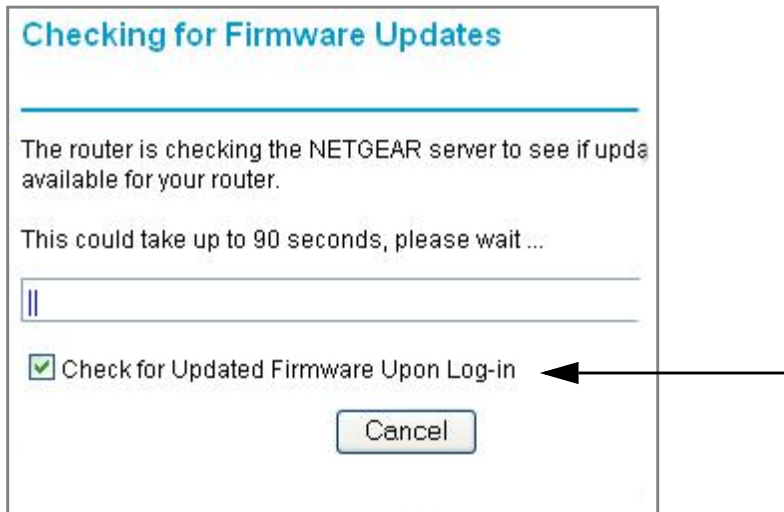 Checking for Firmware Updates
The router is checking the NETGEAR server to see if upda
available for your router.
This could take up to 90 seconds, please wait ...
Check for Updated Firmware Upon Log-in
Cancel